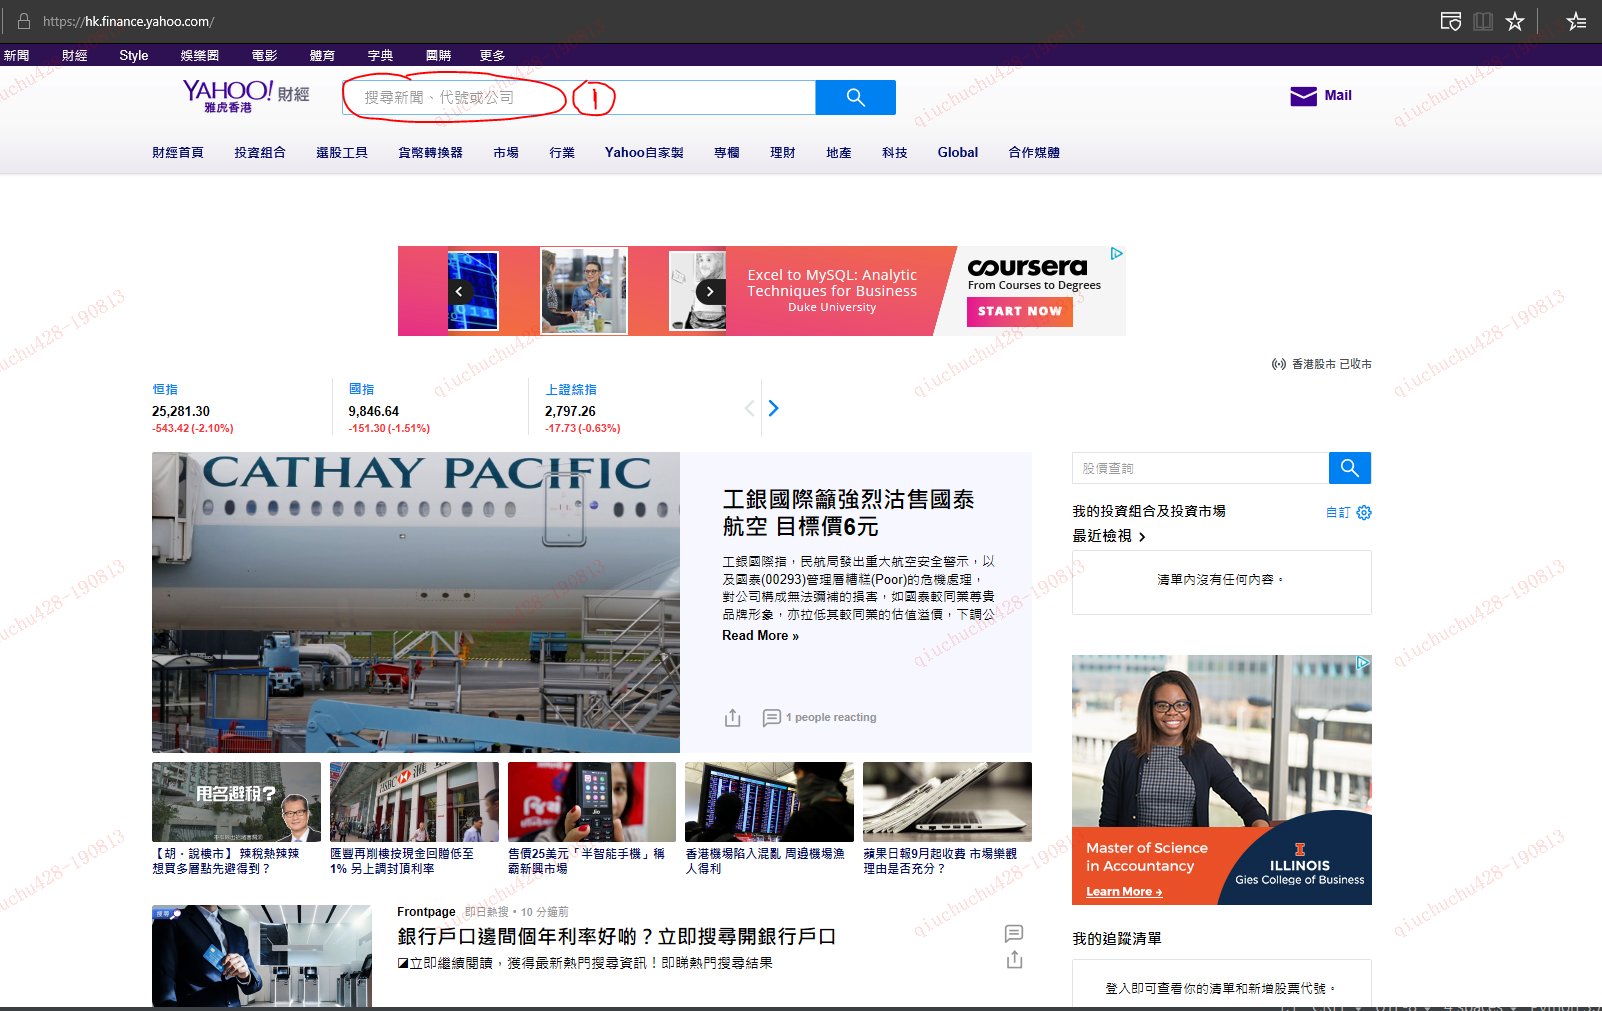 https://hk.finance.yahoo.com/
新聞 財經 Style 娛樂圈 電影 體育 字典 團購 更多
YAHOO! 財經
雅虎香港
搜尋新聞、代號或公司
1
Mail
財經首頁 投資組合 選股工具 貨幣轉換器 市場 行業 Yahoo自家製 專欄 理財 地產 科技 Global 合作媒體
Excel to MySQL: Analytic
Techniques for Business
Duke University
coursera
From Courses to Degrees
START NOW
香港股市 已收市
恒指 國指 上證綜指
25,281.30 9,846.64 2,797.26
-543.42 (-2.10%) -151.30 (-1.51%) -17.73 (-0.63%)
CATHAY PACIFIC
工銀國際籲強烈沽售國泰
航空 目標價6元
工銀國際指，民航局發出重大航空安全警示，以
及國泰(00293)管理層糟糕(Poor)的危機處理，
對公司構成無法彌補的損害，如國泰較同業尊貴
品牌形象，亦拉低其較同業的估值溢價，下調公
Read More »
1 people reacting
股價查詢
我的投資組合及投資市場 自訂
最近檢視
清單內沒有任何內容。
甩名避稅?
HSBC 滙
Jio
【胡‧說樓市】 辣稅熱辣辣
想買多層點先避得到？
匯豐再削樓按現金回贈低至
1% 另上調封頂利率
售價25美元「半智能手機」稱
霸新興市場
香港機場陷入混亂 周邊機場漁
人得利
蘋果日報9月起收費 市場樂觀
理由是否充分？
Master of Science
in Accountancy
Learn More →
I
ILLINOIS
Gies College of Business
搜尋
Frontpage 即日熱搜 • 10 分鐘前
銀行戶口邊間個年利率好啲？立即搜尋開銀行戶口
立即繼續閱讀，獲得最新熱門搜尋資訊！即睇熱門搜尋結果
我的追蹤清單
登入即可查看你的清單和新增股票代號。
qiuchuchu428-190813